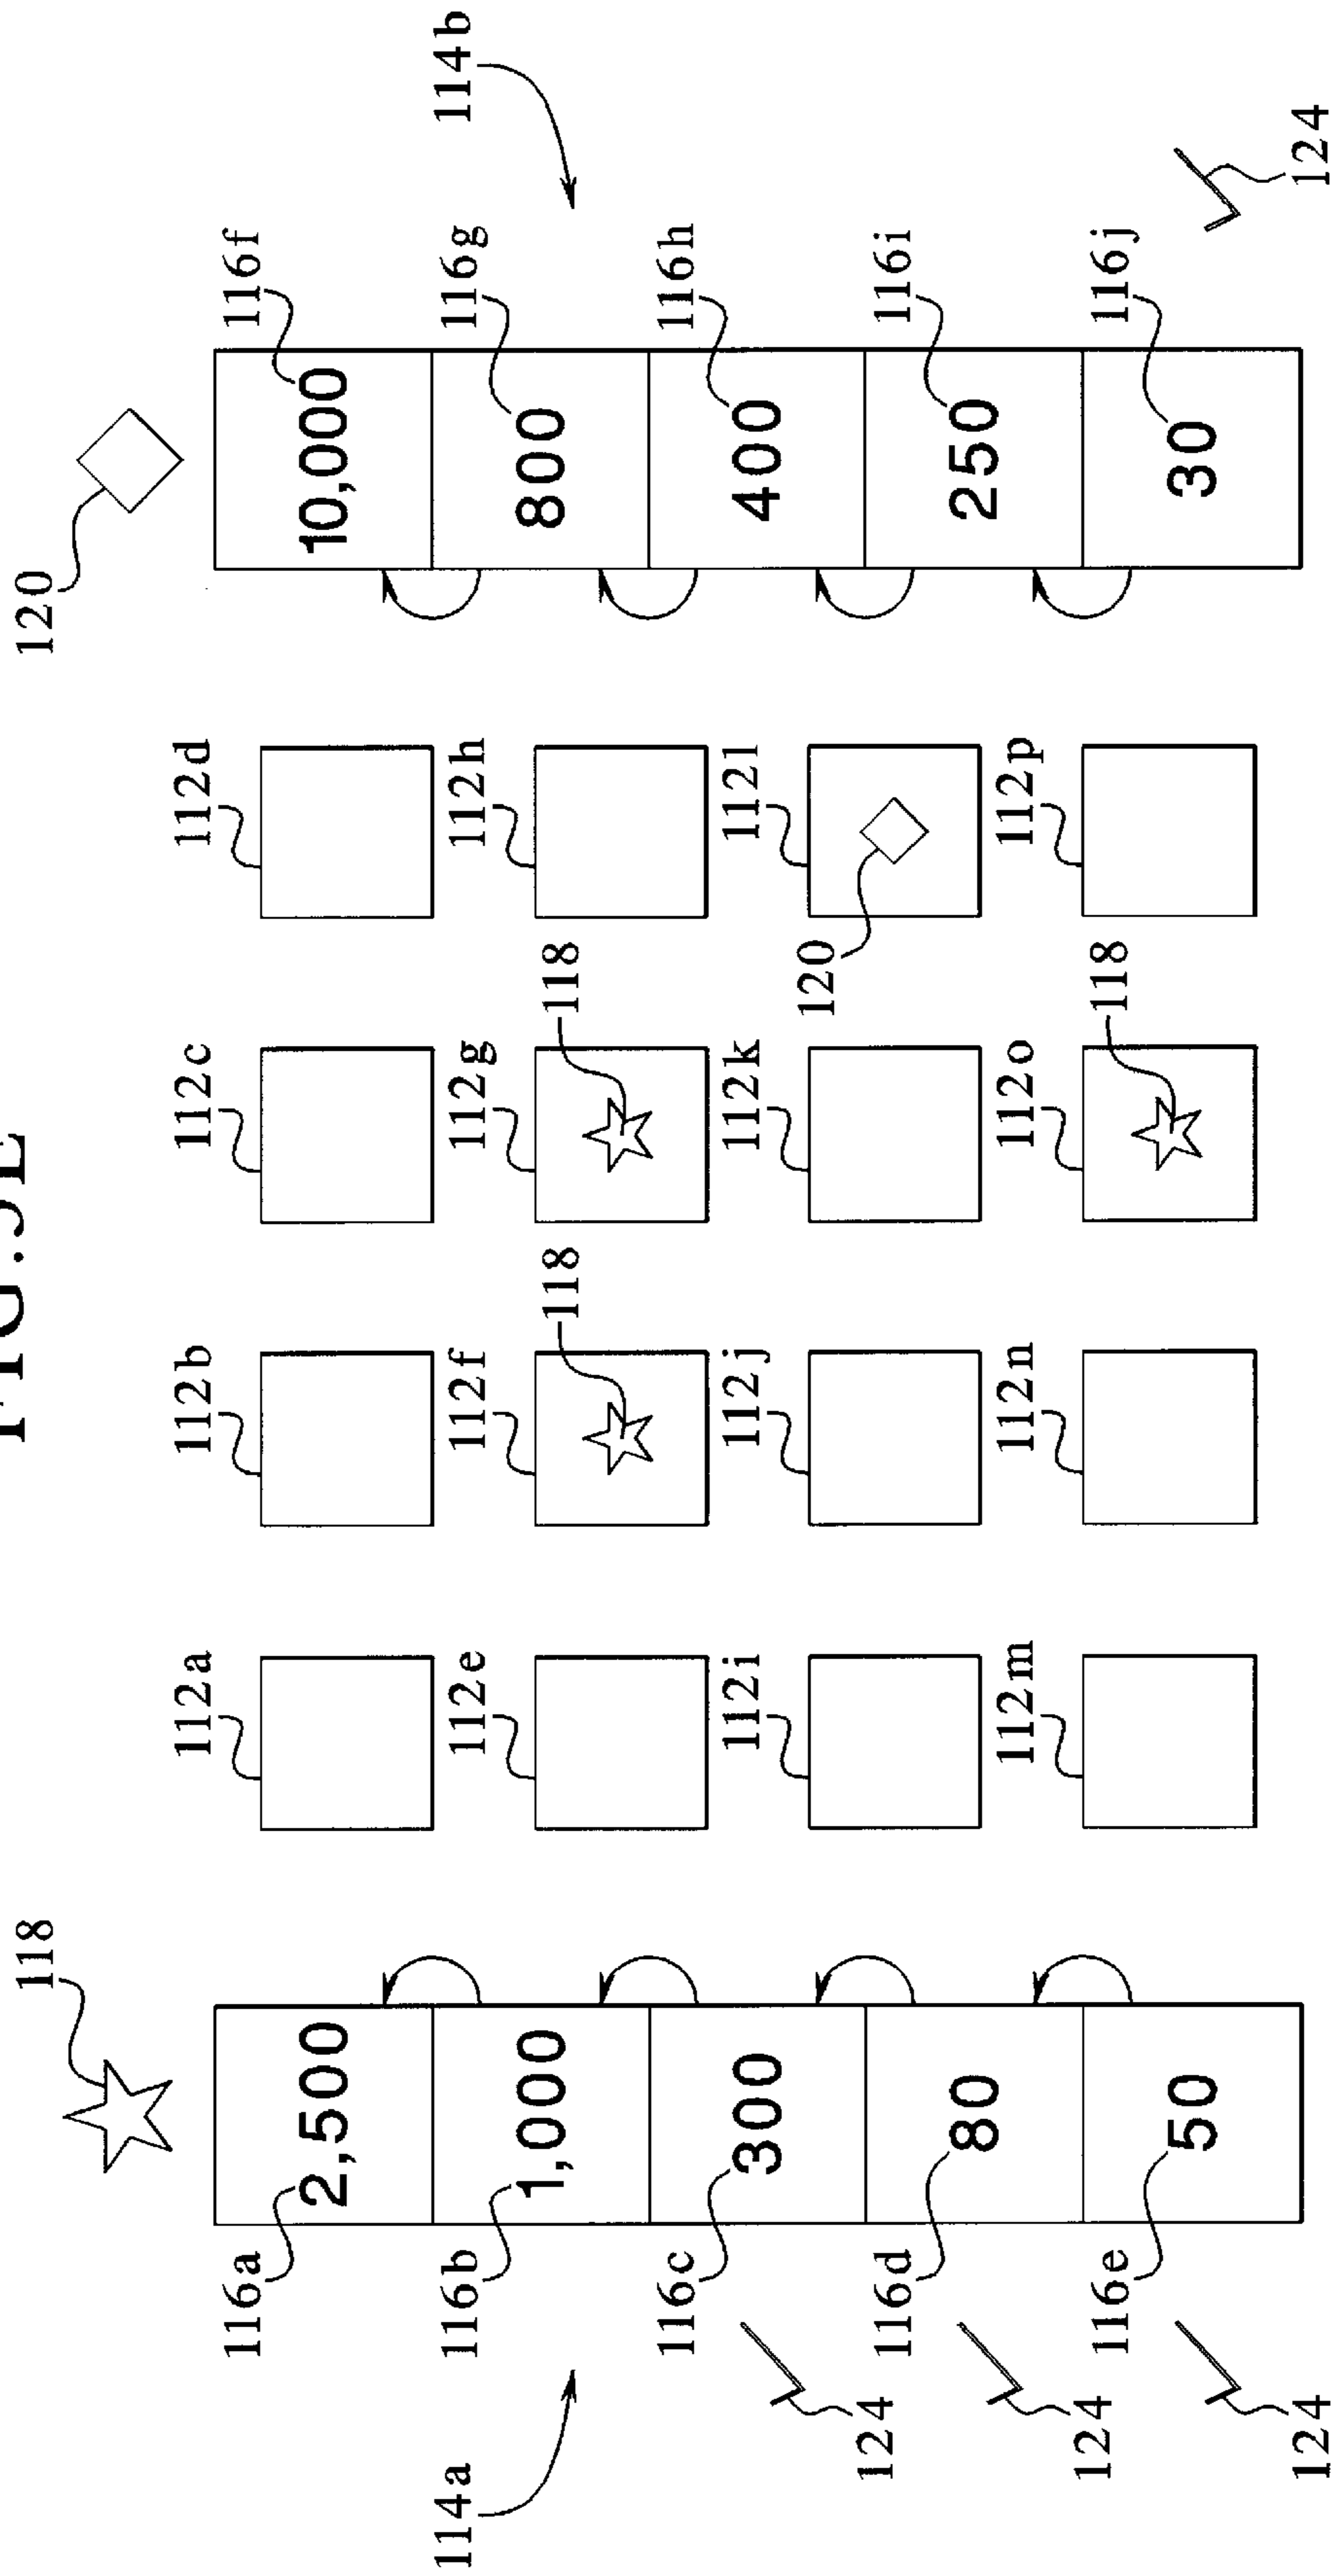 118 120
112a 112b 112c 112d
116a 116f
2,500 10,000
114a 116b 112e 112f 112g 112h 116g 114b
1,000 118 118 800
116c 116h
300 112i 112j 112k 112l 400
120
124 116d 116i
80 250
112m 112n 112o 112p
124 116e 118 116j
50 30
124 124